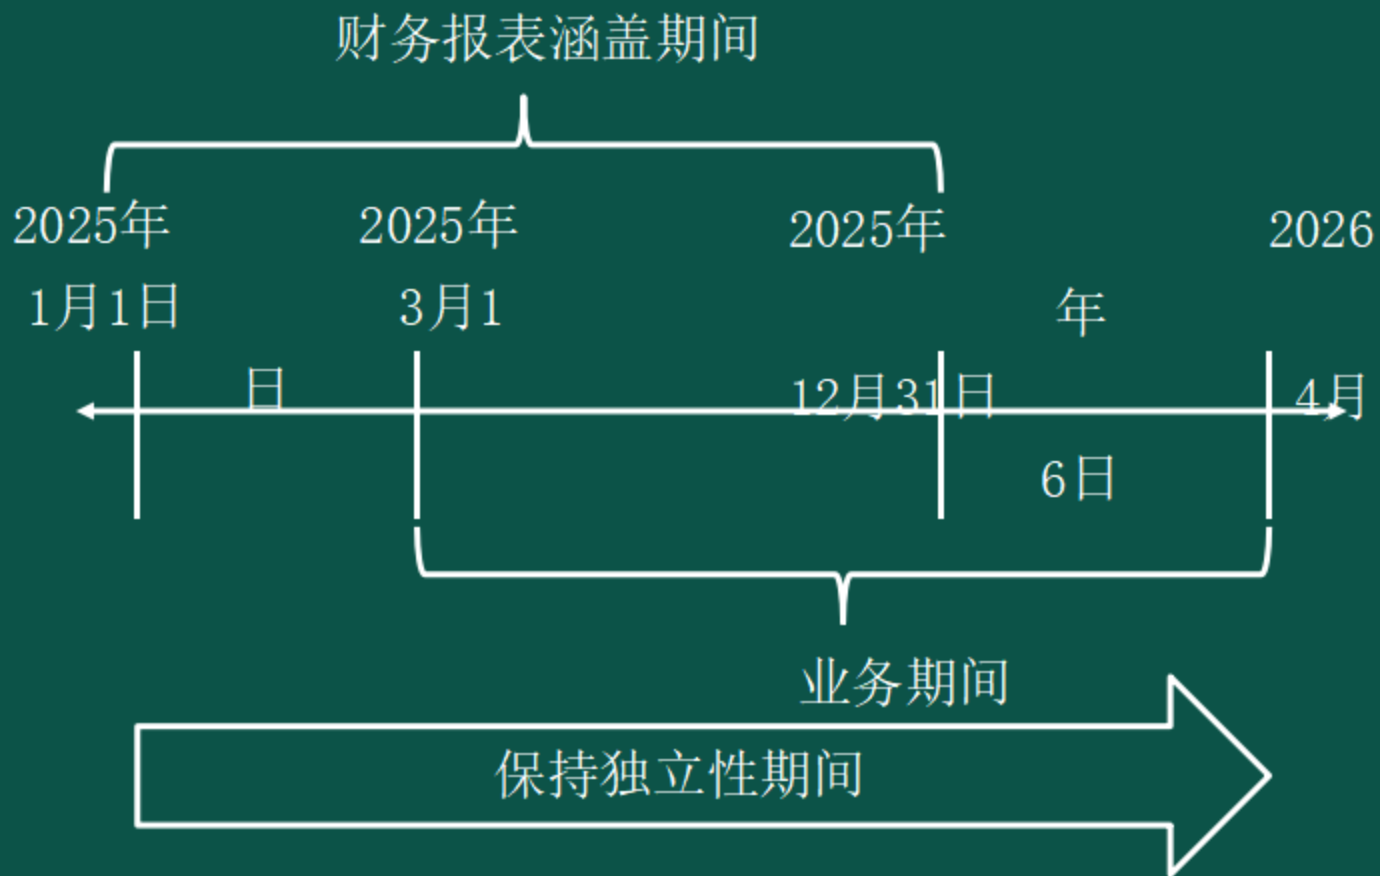 财务报表涵盖期间
2025年 2025年 2025年 2026
1月1日 3月1 年
日 12月31日 4月
6日
业务期间
保持独立性期间